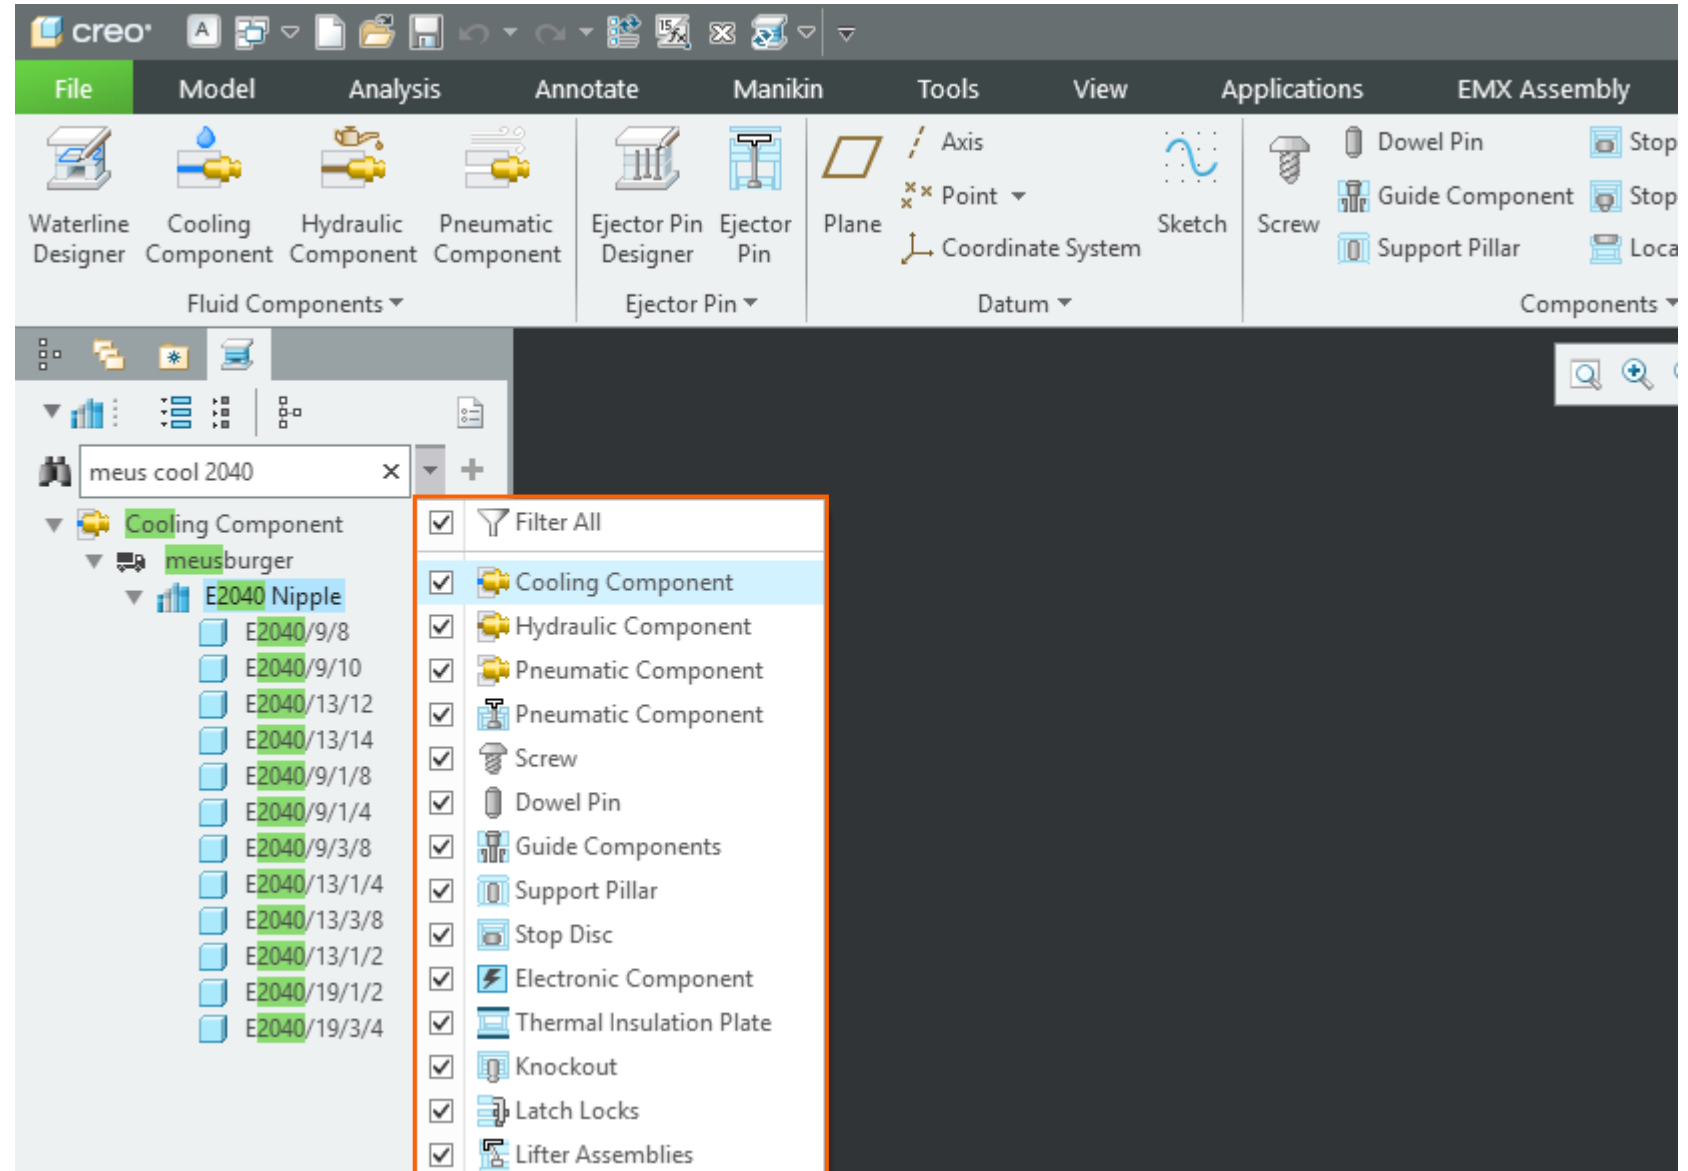 creo
File Model Analysis Annotate Manikin Tools View Applications EMX Assembly
Waterline Designer
Cooling Component
Hydraulic Component
Pneumatic Component
Fluid Components
Ejector Pin Designer
Ejector Pin
Ejector Pin
Plane
Axis
Point
Coordinate System
Sketch
Datum
Screw
Dowel Pin
Guide Component
Support Pillar
Stop
Stop
Loca
Components
meus cool 2040
Cooling Component
meusburger
E2040 Nipple
E2040/9/8
E2040/9/10
E2040/13/12
E2040/13/14
E2040/9/1/8
E2040/9/1/4
E2040/9/3/8
E2040/13/1/4
E2040/13/3/8
E2040/13/1/2
E2040/19/1/2
E2040/19/3/4
Filter All
Cooling Component
Hydraulic Component
Pneumatic Component
Pneumatic Component
Screw
Dowel Pin
Guide Components
Support Pillar
Stop Disc
Electronic Component
Thermal Insulation Plate
Knockout
Latch Locks
Lifter Assemblies